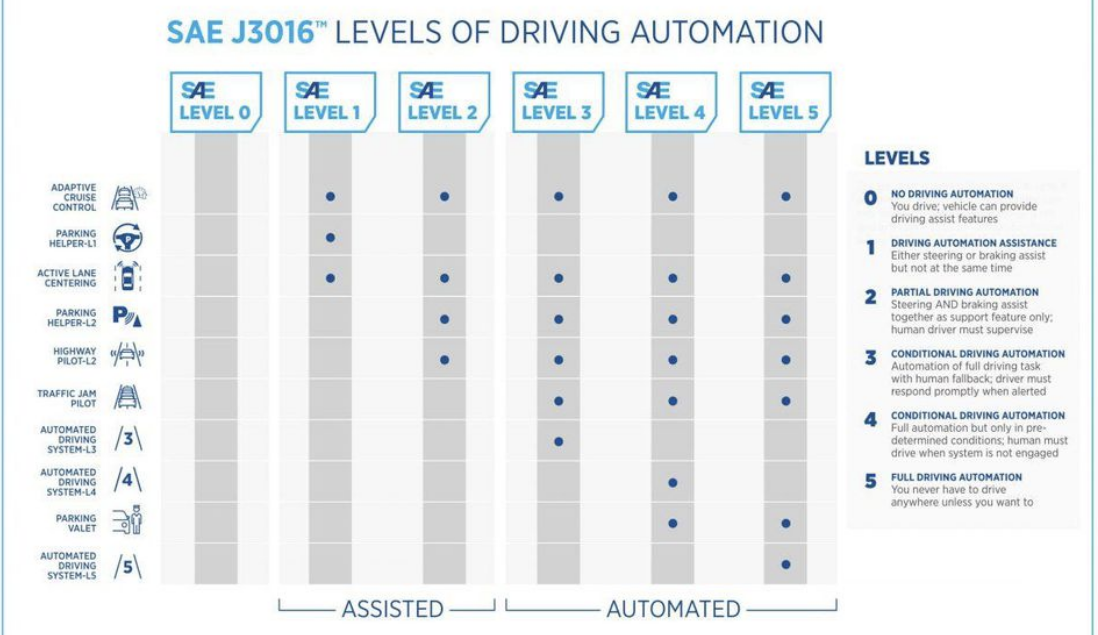 SAE J3016™ LEVELS OF DRIVING AUTOMATION
SAE LEVEL 0
SAE LEVEL 1
SAE LEVEL 2
SAE LEVEL 3
SAE LEVEL 4
SAE LEVEL 5
ADAPTIVE
CRUISE
CONTROL
PARKING
HELPER-L1
P
ACTIVE LANE
CENTERING
PARKING
HELPER-L2
P
HIGHWAY
PILOT-L2
TRAFFIC JAM
PILOT
AUTOMATED
DRIVING
SYSTEM-L3
3
AUTOMATED
DRIVING
SYSTEM-L4
4
PARKING
VALET
AUTOMATED
DRIVING
SYSTEM-L5
5
ASSISTED
AUTOMATED
LEVELS
0 NO DRIVING AUTOMATION
You drive; vehicle can provide
driving assist features
1 DRIVING AUTOMATION ASSISTANCE
Either steering or braking assist
but not at the same time
2 PARTIAL DRIVING AUTOMATION
Steering AND braking assist
together as support feature only;
human driver must supervise
3 CONDITIONAL DRIVING AUTOMATION
Automation of full driving task
with human fallback; driver must
respond promptly when alerted
4 CONDITIONAL DRIVING AUTOMATION
Full automation but only in pre-
determined conditions; human must
drive when system is not engaged
5 FULL DRIVING AUTOMATION
You never have to drive
anywhere unless you want to